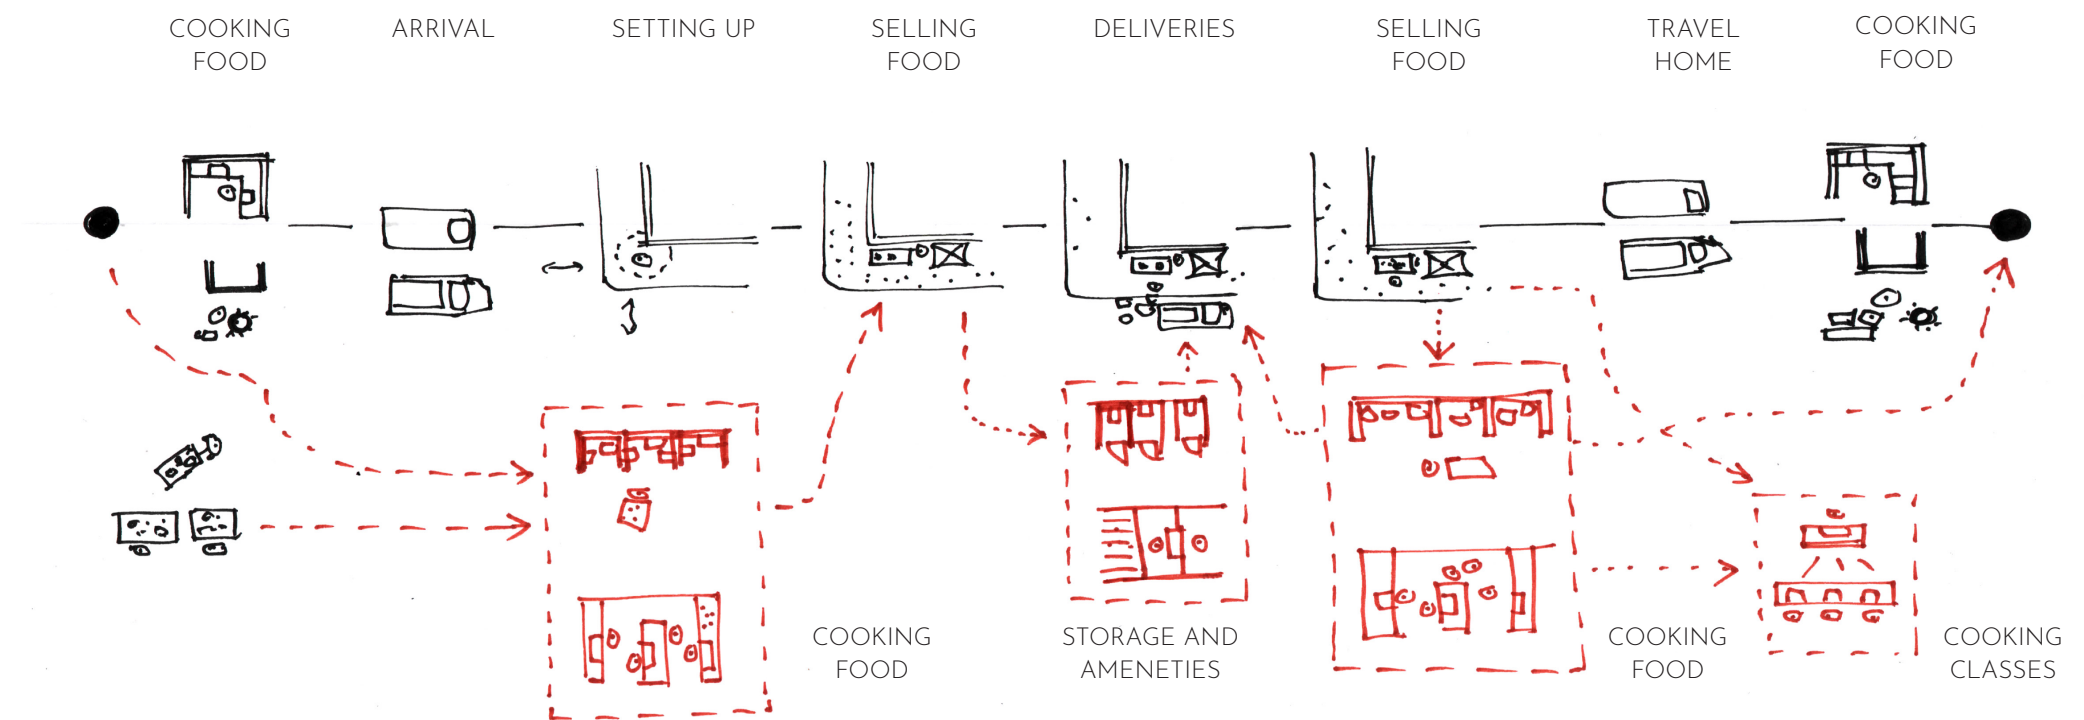 COOKING
FOOD
ARRIVAL
SETTING UP
SELLING
FOOD
DELIVERIES
SELLING
FOOD
TRAVEL
HOME
COOKING
FOOD
COOKING
FOOD
STORAGE AND
AMENETIES
COOKING
FOOD
COOKING
CLASSES